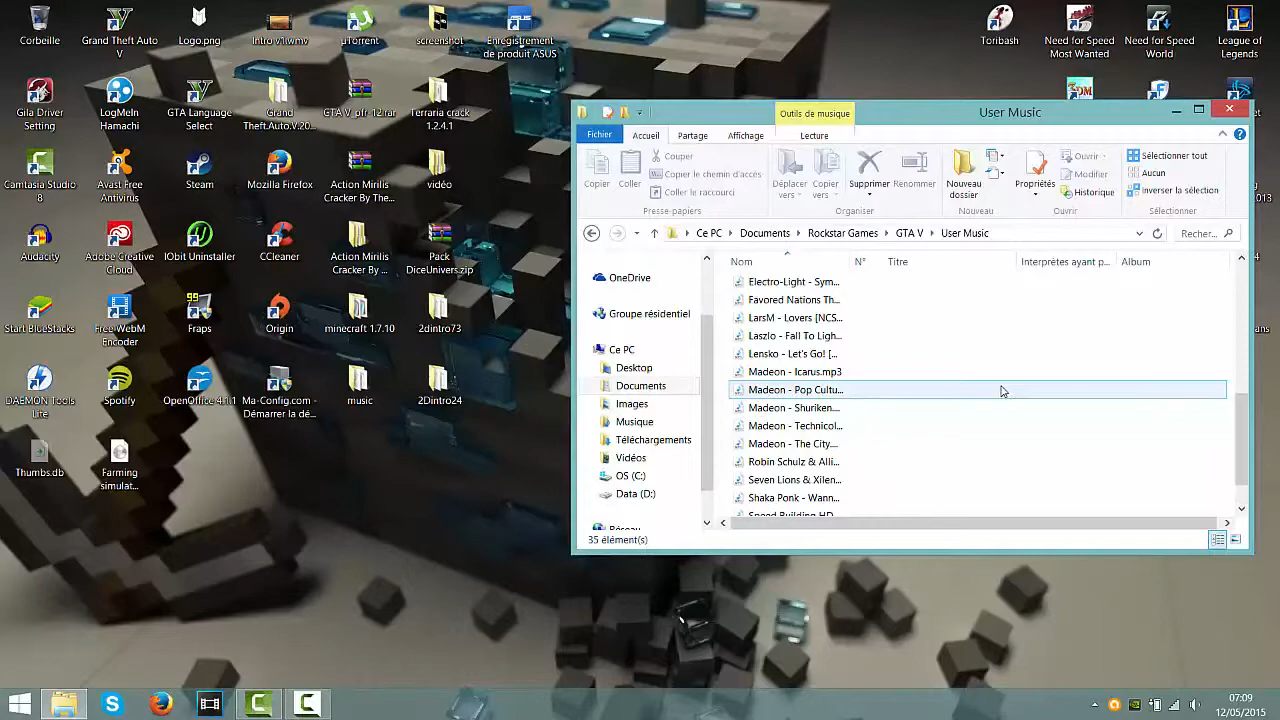 Corbeille
Grand Theft Auto
V
Logo.png
Intro v1wmv
uTorrent
screenshot
Enregistrement
de produit ASUS
Toribash
Need for Speed
Most Wanted
Need for Speed
World
League of
Legends
Gila Driver
Setting
LogMeIn
Hamachi
GTA Language
Select
Grand
Theft.Auto.V.20...
GTA V_pfr 12rar
Terraria crack
1.2.4.1
Camtasia Studio
8
Avast Free
Antivirus
Steam
Mozilla Firefox
Action Mirilis
Cracker By The...
vidéo
Audacity
Adobe Creative
Cloud
IObit Uninstaller
CCleaner
Action Mirilis
Cracker By ...
Pack
DiceUnivers.zip
Start BlueStacks
Free WebM
Encoder
99
Fraps
Origin
minecraft 1.7.10
2dintro73
DAEMON Tools
Lite
Spotify
OpenOffice 4.1.1
Ma-Config.com -
Démarrer la dé...
music
2Dintro24
Thumbs.db
Farming
simulat...
Outils de musique
User Music
Fichier
Accueil
Partage
Affichage
Lecture
Copier
Coller
Couper
Copier le chemin d'accès
Coller le raccourci
Presse-papiers
Déplacer
vers
Copier
vers
Supprimer
Renommer
Organiser
Nouveau
dossier
Nouveau
Propriétés
Ouvrir
Modifier
Historique
Ouvrir
Sélectionner tout
Aucun
Inverser la sélection
Sélectionner
Ce PC
Documents
Rockstar Games
GTA V
User Music
Recher...
Nom
N°
Titre
Interprètes ayant p...
Album
OneDrive
Groupe résidentiel
Ce PC
Desktop
Documents
Images
Musique
Téléchargements
Vidéos
OS (C:)
Data (D:)
Réseau
Electro-Light - Sym...
Favored Nations Th...
LarsM - Lovers [NCS...
Laszlo - Fall To Ligh...
Lensko - Let's Go! [...
Madeon - Icarus.mp3
Madeon - Pop Cultu...
Madeon - Shuriken....
Madeon - Technicol...
Madeon - The City....
Robin Schulz & Alli...
Seven Lions & Xilen...
Shaka Ponk - Wann...
Speed Building HD
35 élément(s)
07:09
12/05/2015